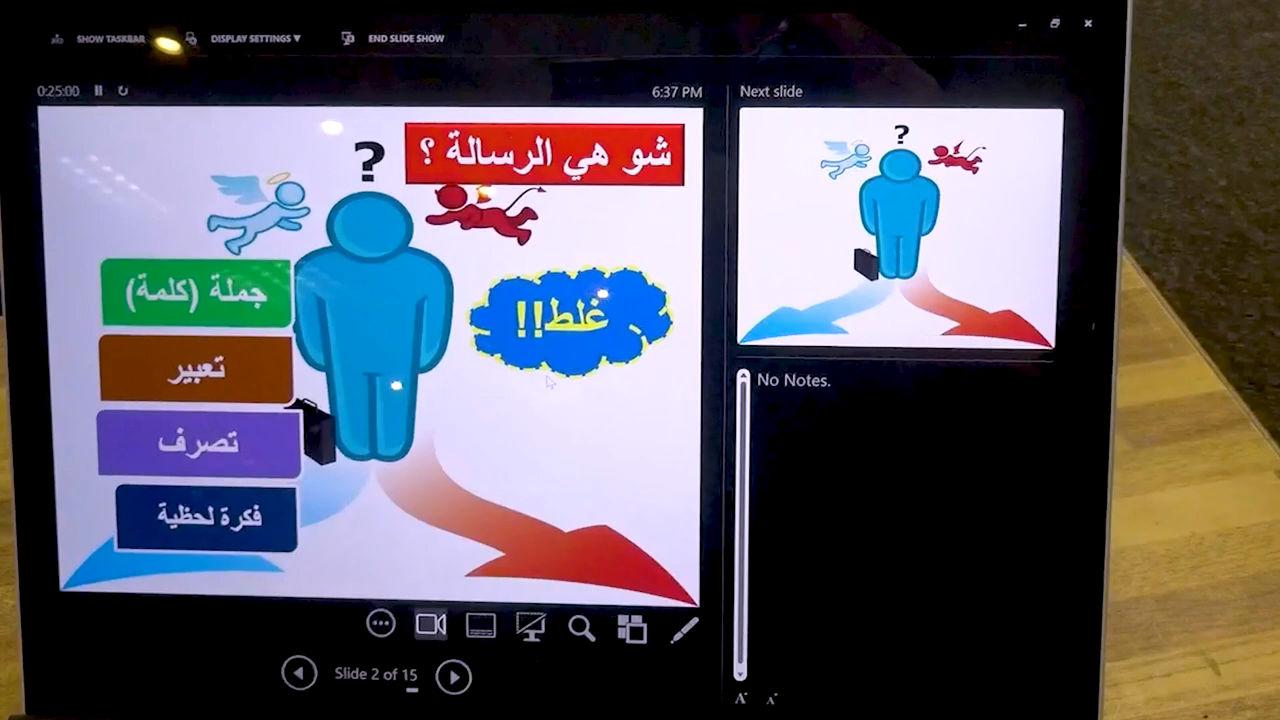 SHOW TASKBAR
DISPLAY SETTINGS ▼
END SLIDE SHOW
0:25:00
6:37 PM
Next slide
شو هي الرسالة ؟
?
?
جملة (كلمة)
غلط!!
تعبير
تصرف
فكرة لحظية
No Notes.
Slide 2 of 15
A A